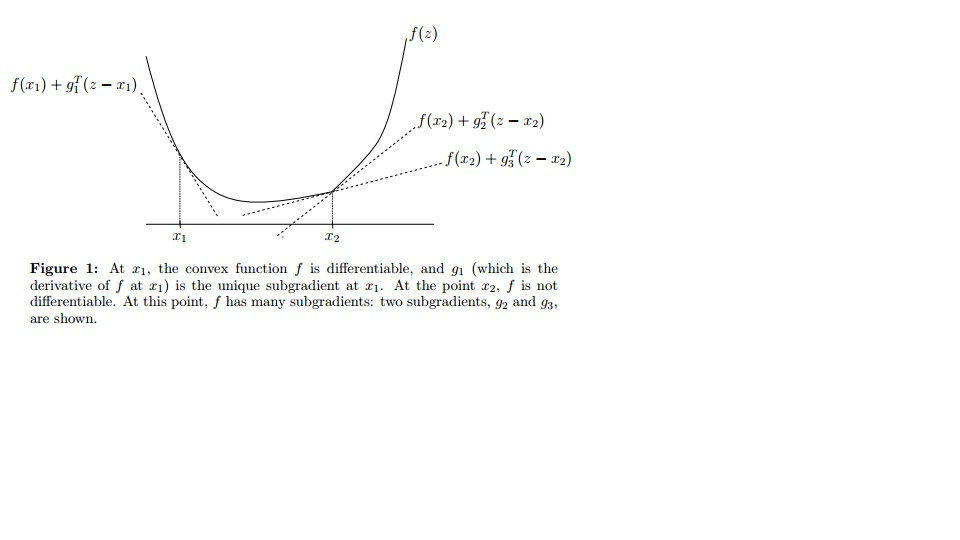 f(z)
f(x₁) + g₁ᵀ(z − x₁)
f(x₂) + g₂ᵀ(z − x₂)
f(x₂) + g₃ᵀ(z − x₂)
x₁ x₂
Figure 1: At x₁, the convex function f is differentiable, and g₁ (which is the
derivative of f at x₁) is the unique subgradient at x₁. At the point x₂, f is not
differentiable. At this point, f has many subgradients: two subgradients, g₂ and g₃,
are shown.